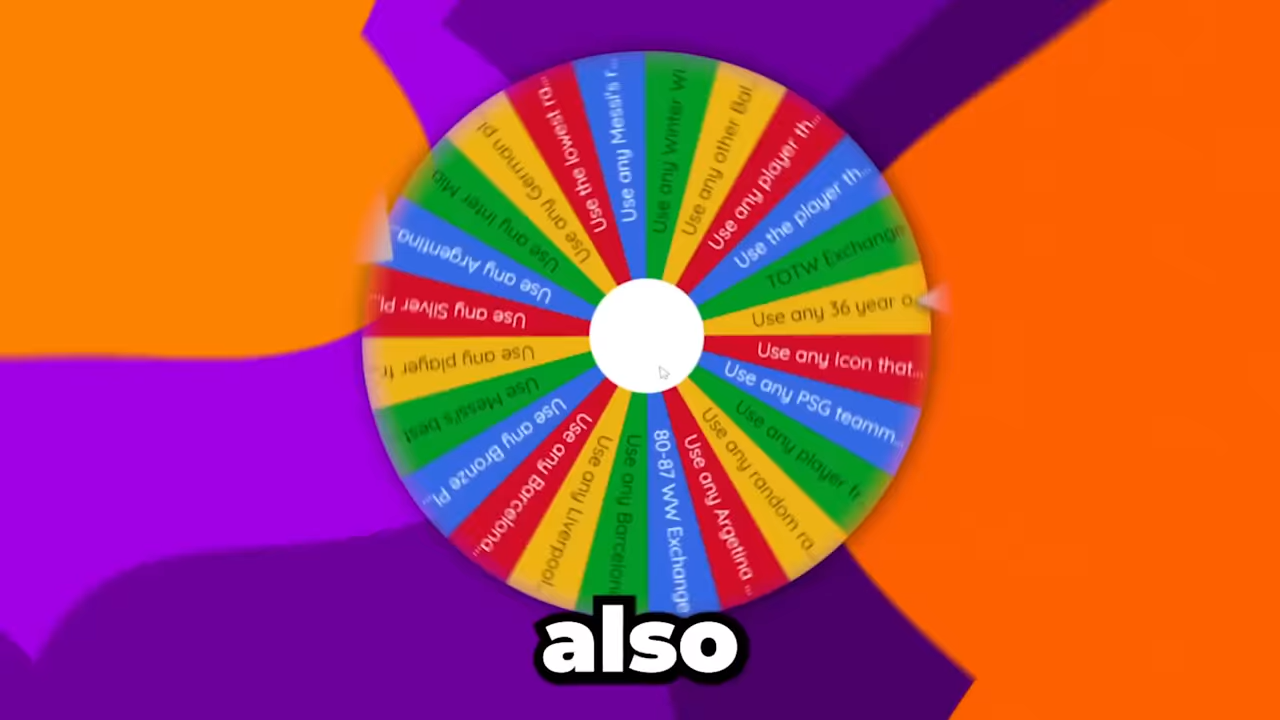 Use any Winter Wi
Use any other Bal
Use any player th...
Use the player th...
TOTW Exchange
Use any 36 year o...
Use any Icon that...
Use any PSG teamm...
Use any player fr...
Use any random ra...
Use any Argetina ...
80-87 WW Exchange
Use any Barcelon
Use any Liverpool
Use any Barcelona...
Use any Bronze Pl...
Use Messi's best
Use any player fr...
Use any Silver Pl...
Use any Argentina...
Use any Inter Mia
Use any German pl
Use the lowest ra...
Use any Messi's r...
also